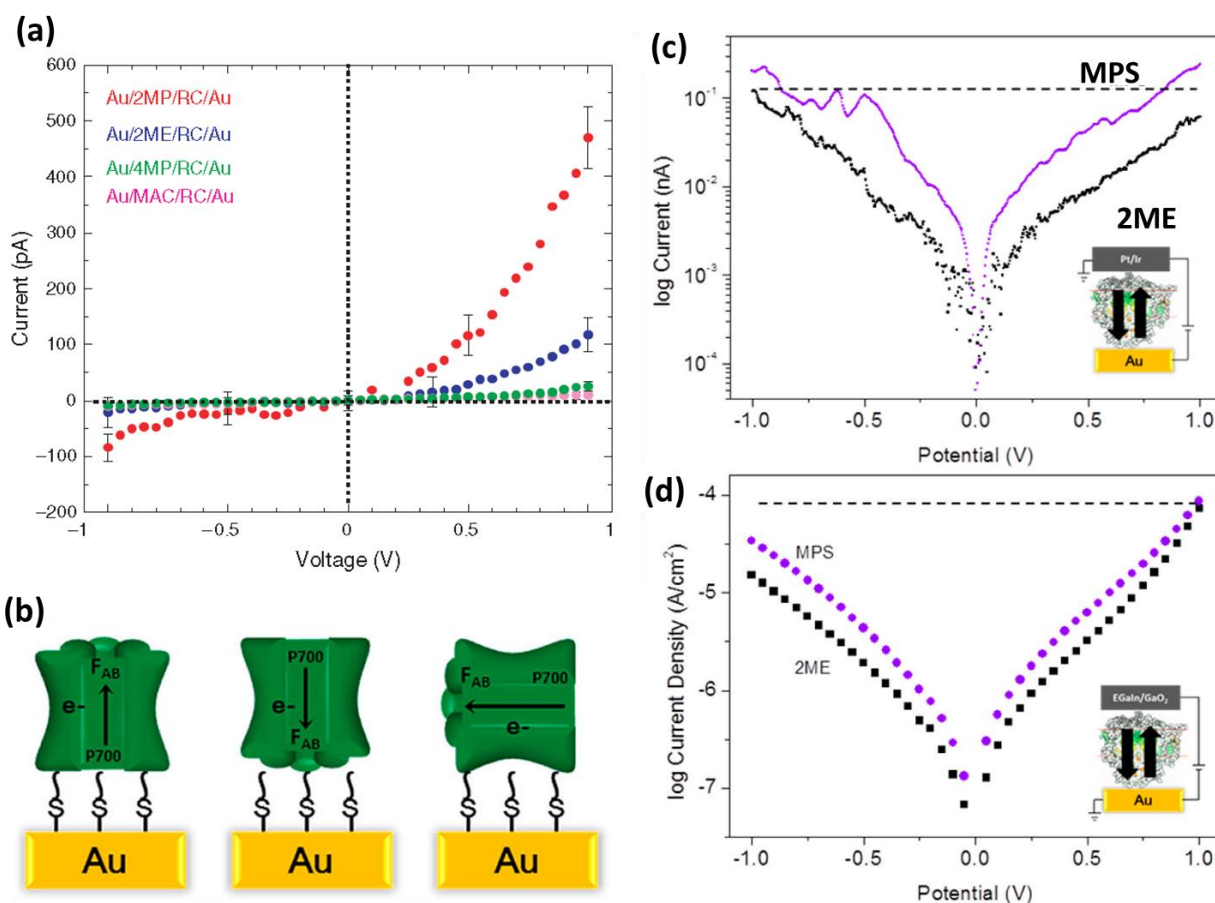 (a)
600
500
400
300
200
100
0
−100
−200
Current (pA)
Au/2MP/RC/Au
Au/2ME/RC/Au
Au/4MP/RC/Au
Au/MAC/RC/Au
−1
−0.5
0
0.5
1
Voltage (V)
(b)
F_AB
e-
P700
S S S
Au
P700
e-
F_AB
S S S
Au
F_AB P700
e-
S S S
Au
(c)
log Current (nA)
10⁻¹
10⁻²
10⁻³
10⁻⁴
MPS
2ME
Pt/Ir
Au
-1.0 -0.5 0.0 0.5 1.0
Potential (V)
(d)
log Current Density (A/cm²)
-4
-5
-6
-7
MPS
2ME
EGaIn/GaO₂
Au
-1.0 -0.5 0.0 0.5 1.0
Potential (V)